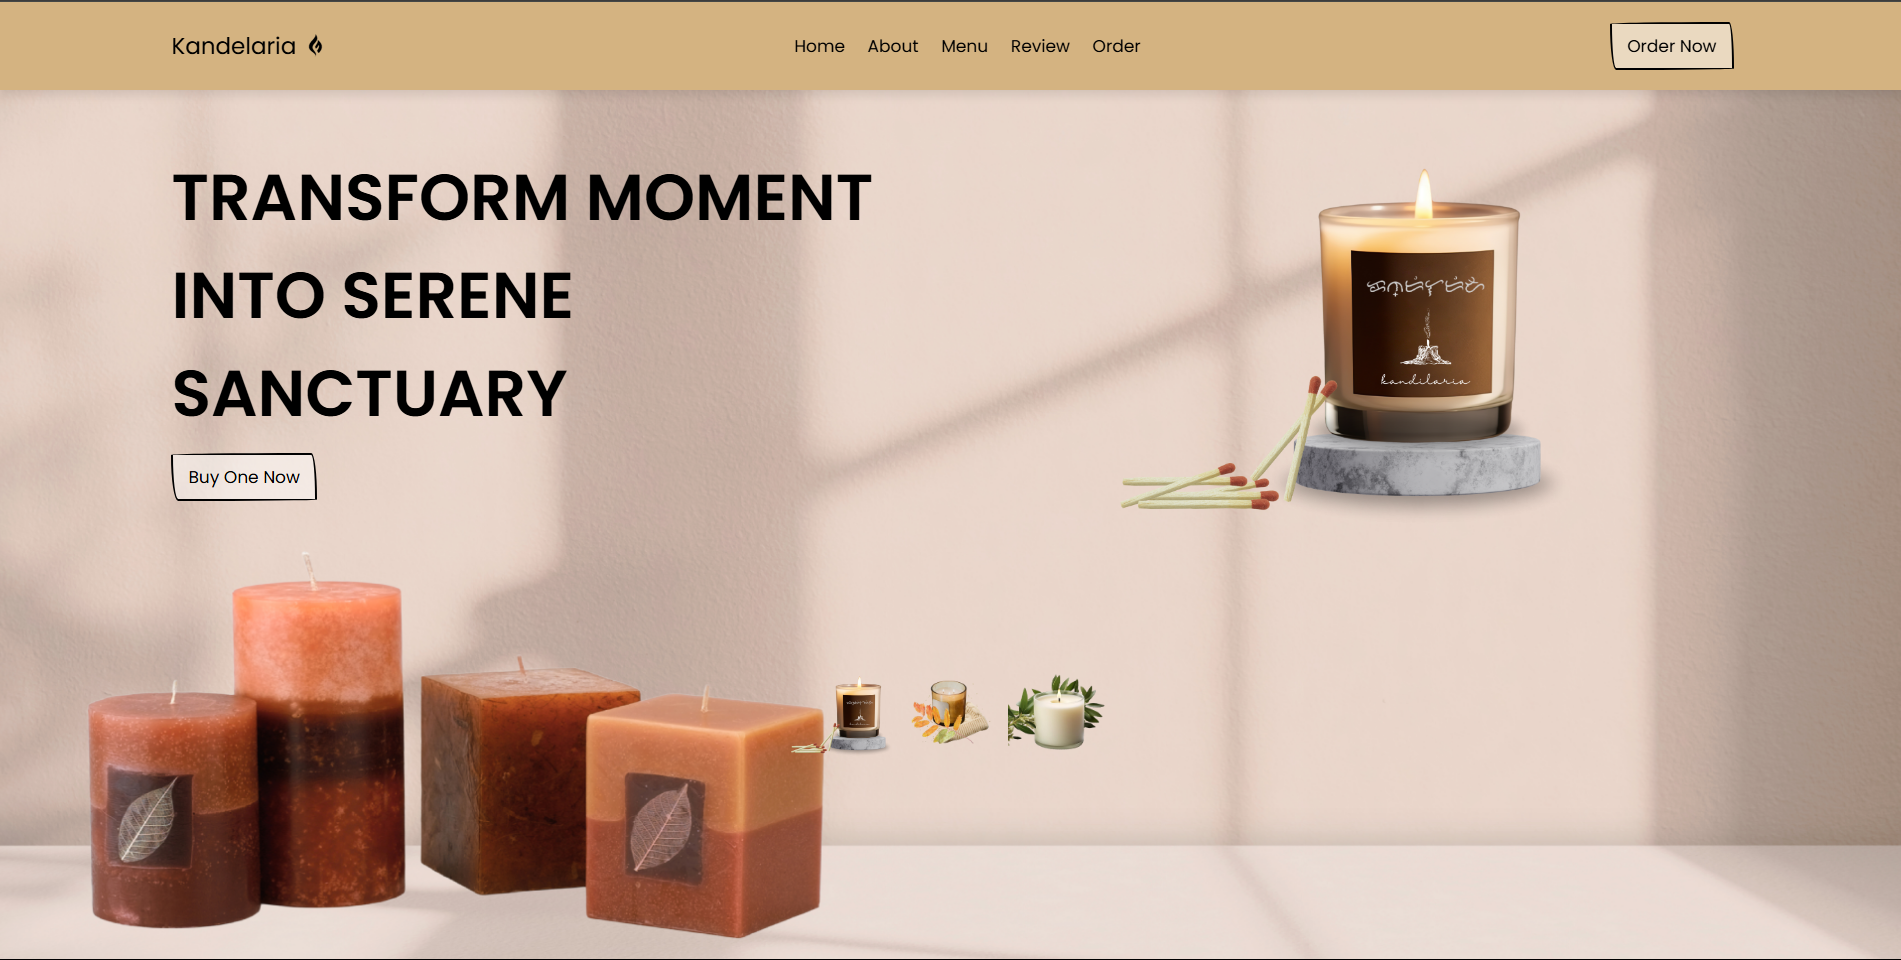 Kandelaria
Home About Menu Review Order
Order Now
TRANSFORM MOMENT
INTO SERENE
SANCTUARY
Buy One Now
kandilaria